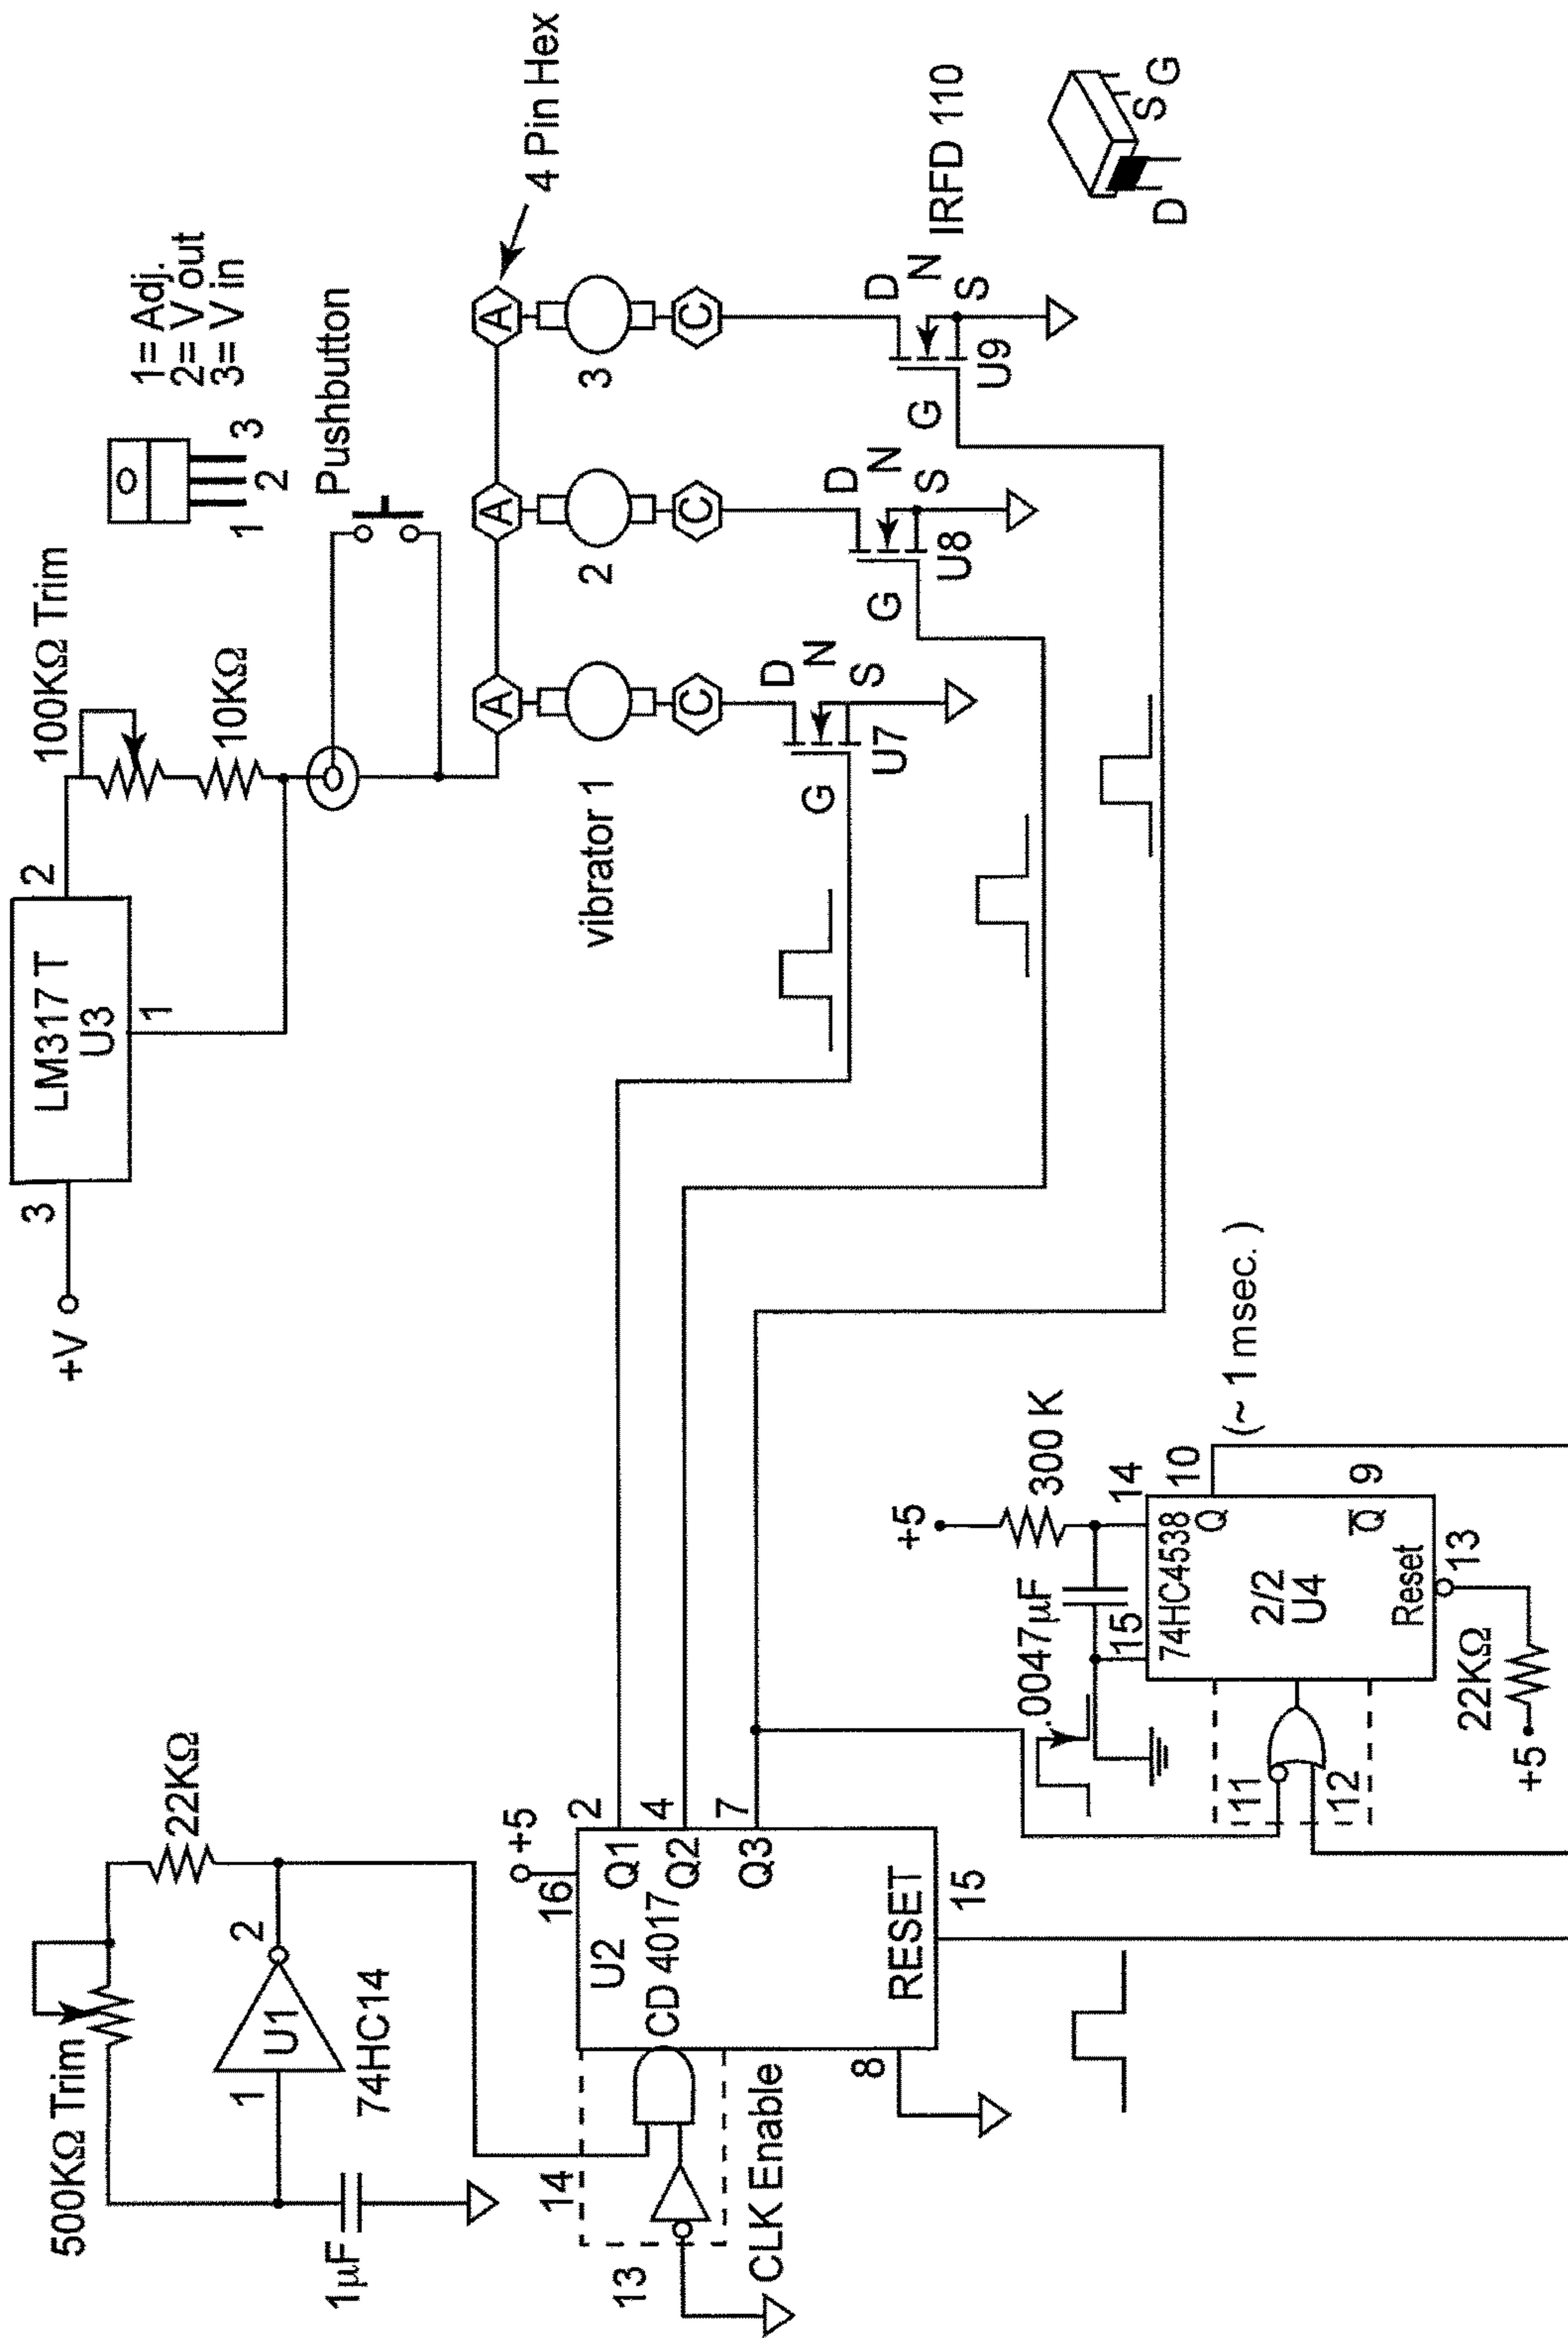 +V
3
LM317 T
U3
1
2
100KΩ Trim
10KΩ
1= Adj.
2= V out
3= V in
1
2
3
Pushbutton
4 Pin Hex
A
A
A
vibrator 1
2
3
C
C
C
D
N
S
G
U7
D
N
S
G
U8
D
N
S
G
U9
IRFD 110
D
S
G
500KΩ Trim
22KΩ
1
U1
2
74HC14
1µF
14
13
CLK Enable
+5
16
U2
CD 4017
Q1
2
Q2
4
Q3
7
RESET
15
8
+5
300 K
.0047µF
14
15
74HC4538
Q
10
(~ 1 msec. )
2/2
U4
Q
9
Reset
13
11
12
22KΩ
+5